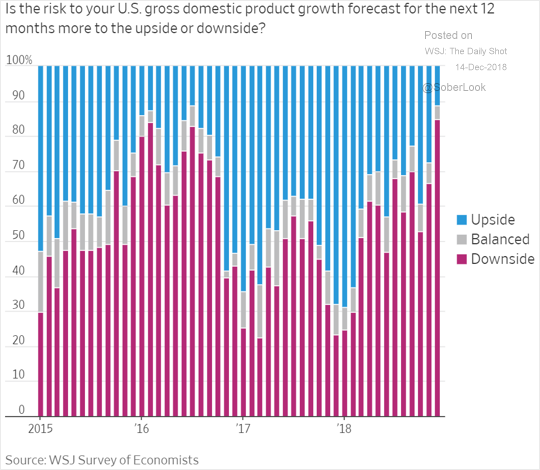 Is the risk to your U.S. gross domestic product growth forecast for the next 12
months more to the upside or downside?
Posted on
WSJ: The Daily Shot
14-Dec-2018
@SoberLook
100%
90
80
70
60
50
40
30
20
10
0
Upside
Balanced
Downside
2015
'16
'17
'18
Source: WSJ Survey of Economists